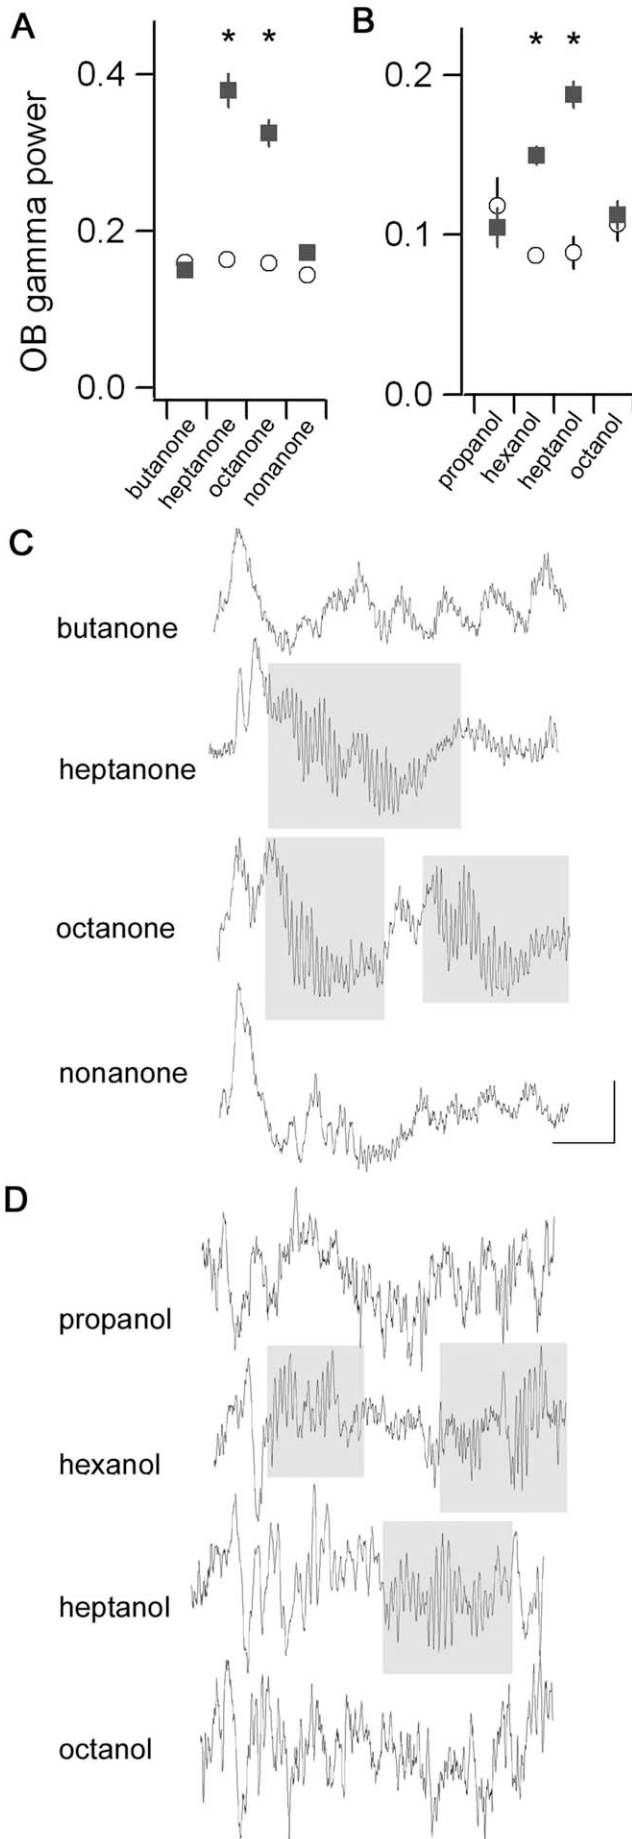 A
B
* *
* *
0.4
0.2
0.0
OB gamma power
butanone
heptanone
octanone
nonanone
0.2
0.1
0.0
propanol
hexanol
heptanol
octanol
C
butanone
heptanone
octanone
nonanone
D
propanol
hexanol
heptanol
octanol